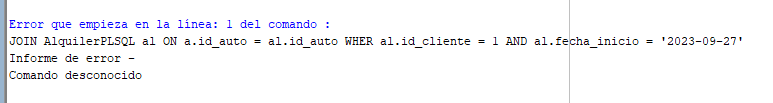 Error que empieza en la línea: 1 del comando :
JOIN AlquilerPLSQL al ON a.id_auto = al.id_auto WHER al.id_cliente = 1 AND al.fecha_inicio = '2023-09-27'
Informe de error -
Comando desconocido